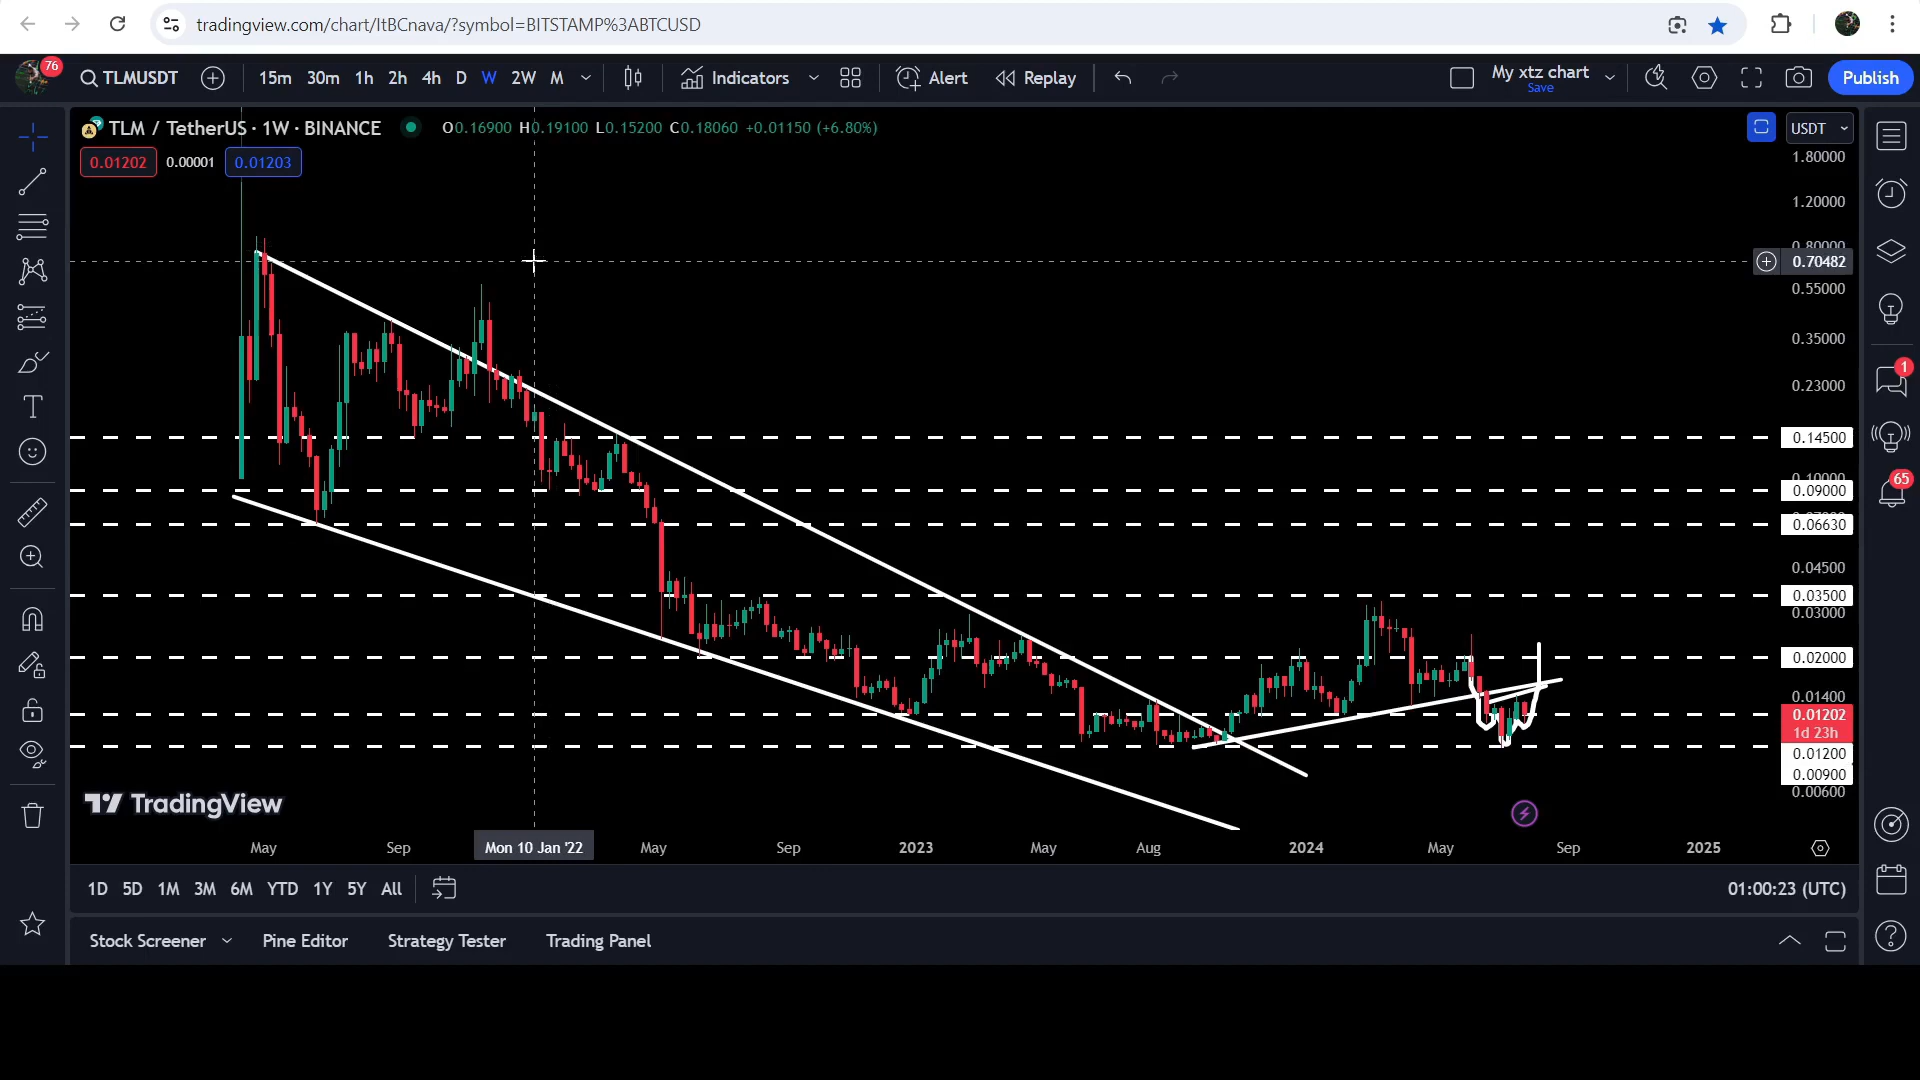 tradingview.com/chart/ItBCnava/?symbol=BITSTAMP%3ABTCUSD
76
TLMUSDT
15m 30m 1h 2h 4h D W 2W M
Indicators
Alert
Replay
My xtz chart
Save
Publish
TLM / TetherUS · 1W · BINANCE
O0.16900 H0.19100 L0.15200 C0.18060 +0.01150 (+6.80%)
USDT
0.01202 0.00001 0.01203
1.80000
1.20000
0.80000
0.70482
0.55000
0.35000
0.23000
0.14500
0.10000
0.09000
0.06630
0.04500
0.03500
0.03000
0.02000
0.01400
0.01202
1d 23h
0.01200
0.00900
0.00600
1
65
TradingView
May Sep Mon 10 Jan '22 May Sep 2023 May Aug 2024 May Sep 2025
1D 5D 1M 3M 6M YTD 1Y 5Y All
01:00:23 (UTC)
Stock Screener Pine Editor Strategy Tester Trading Panel